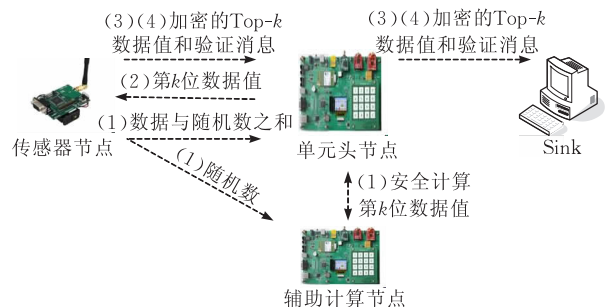 (3)(4)加密的Top-k
数据值和验证消息
(3)(4)加密的Top-k
数据值和验证消息
(2)第k位数据值
(1)数据与随机数之和
传感器节点
单元头节点
Sink
(1)随机数
(1)安全计算
第k位数据值
辅助计算节点